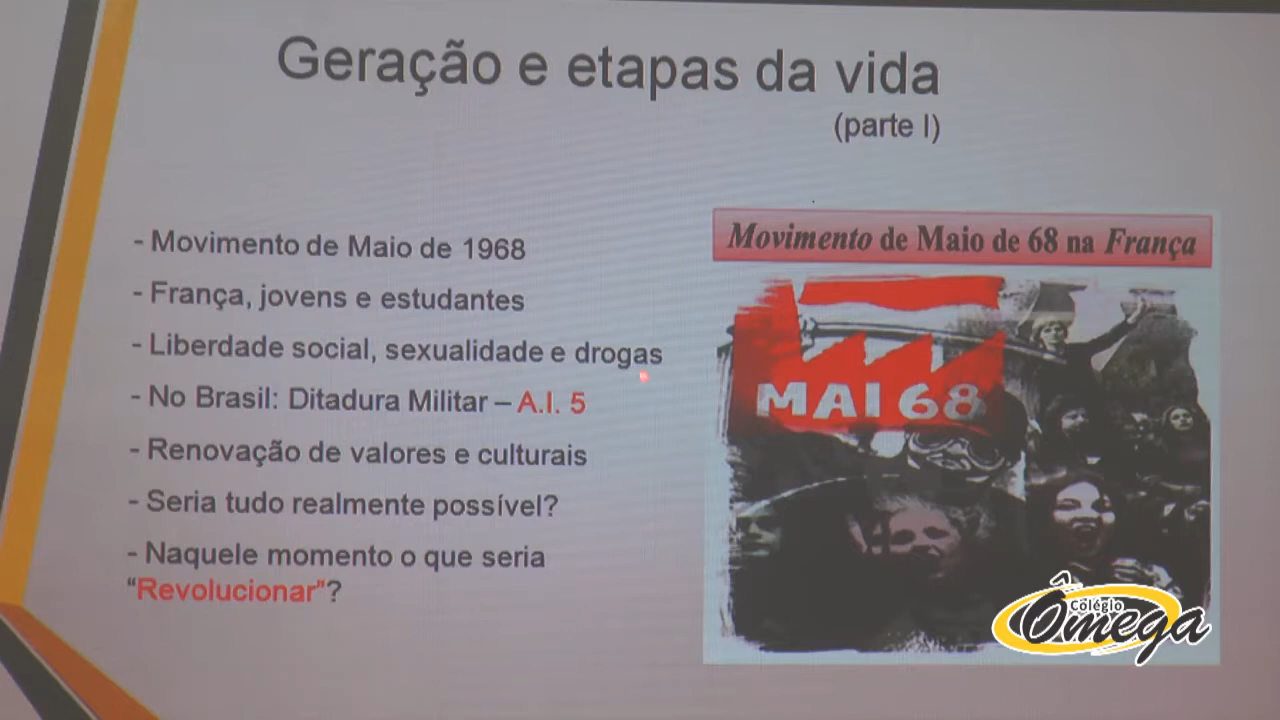 Geração e etapas da vida
(parte I)
- Movimento de Maio de 1968
- França, jovens e estudantes
- Liberdade social, sexualidade e drogas
- No Brasil: Ditadura Militar – A.I. 5
- Renovação de valores e culturais
- Seria tudo realmente possível?
- Naquele momento o que seria
“Revolucionar”?
Movimento de Maio de 68 na França
MAI 68
Colégio
Ômega